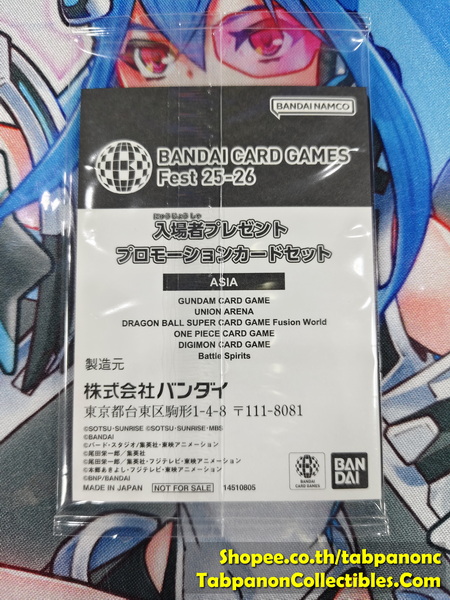 BANDAI NAMCO
BANDAI CARD GAMES
Fest 25-26
にゅうじょうしゃ
入場者プレゼント
プロモーションカードセット
ASIA
GUNDAM CARD GAME
UNION ARENA
DRAGON BALL SUPER CARD GAME Fusion World
ONE PIECE CARD GAME
DIGIMON CARD GAME
Battle Spirits
製造元
株式会社バンダイ
東京都台東区駒形1-4-8 〒111-8081
©SOTSU・SUNRISE ©SOTSU・SUNRISE・MBS
©BANDAI
©バード・スタジオ／集英社・東映アニメーション
©尾田栄一郎／集英社
©尾田栄一郎／集英社・フジテレビ・東映アニメーション
©本郷あきよし・フジテレビ・東映アニメーション
©BNP/BANDAI
MADE IN JAPAN NOT FOR SALE 14510805
BANDAI
CARD GAMES
BAN
DAI
Shopee.co.th/tabpanonc
TabpanonCollectibles.Com